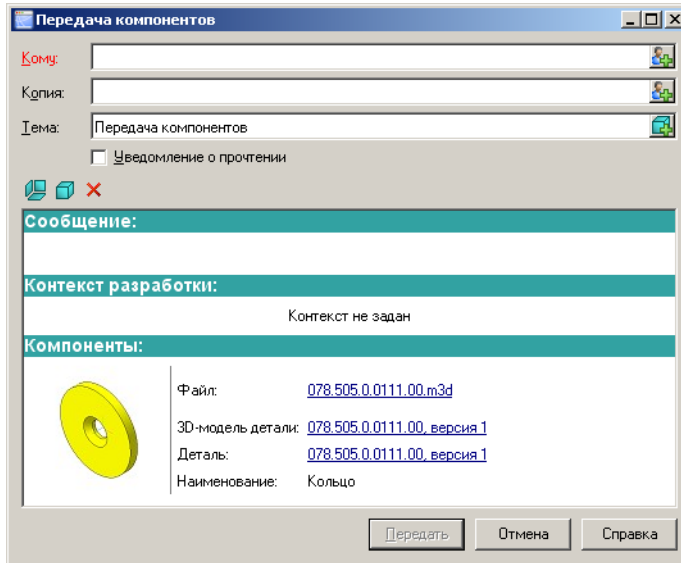 Передача компонентов
Кому:
Копия:
Тема: Передача компонентов
Уведомление о прочтении
Сообщение:
Контекст разработки:
Контекст не задан
Компоненты:
Файл: 078.505.0.0111.00.m3d
3D-модель детали: 078.505.0.0111.00, версия 1
Деталь: 078.505.0.0111.00, версия 1
Наименование: Кольцо
Передать Отмена Справка